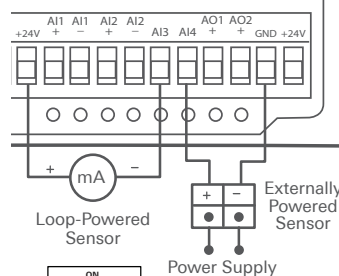 +24V AI1 + AI1 – AI2 + AI2 – AI3 AI4 AO1 + AO2 + GND +24V
+ mA –
Loop-Powered
Sensor
+ –
Externally
Powered
Sensor
Power Supply
ON